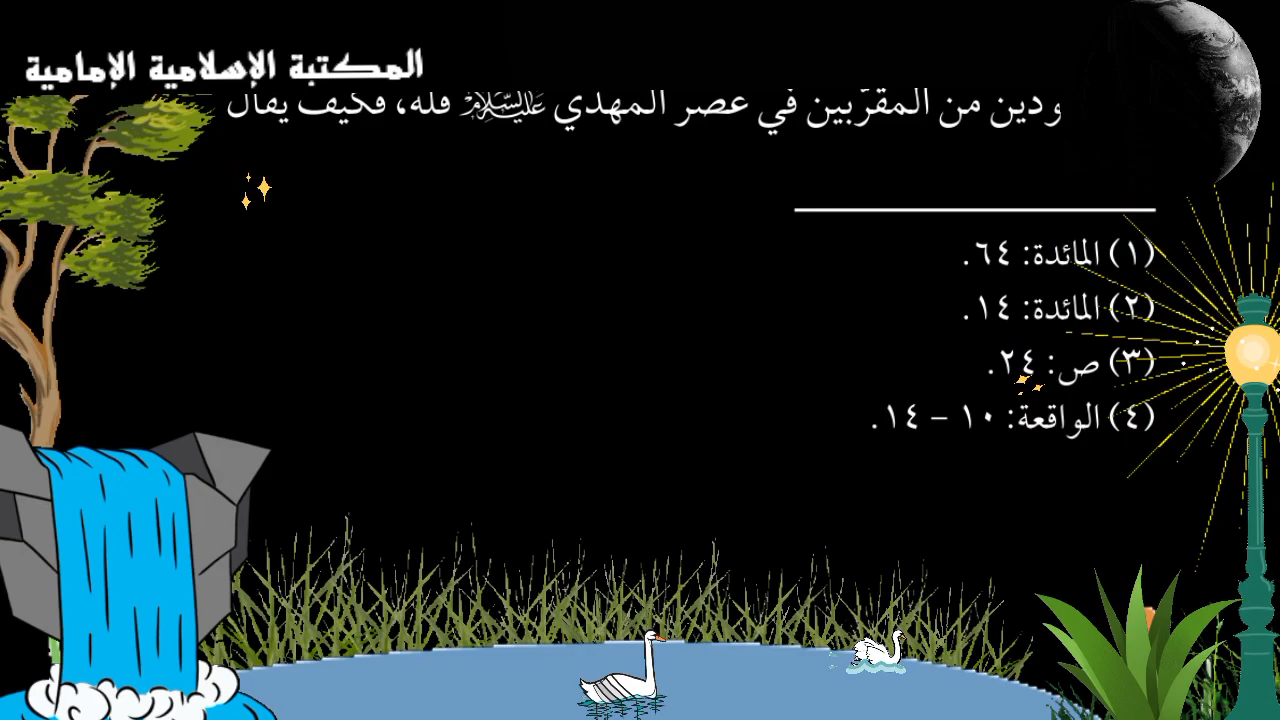 المكتبة الإسلامية الإمامية
ودين من المقرّبين في عصر المهدي عليه‌السلام قلة، فكيف يقال
(١) المائدة: ٦٤.
(٢) المائدة: ١٤.
(٣) ص: ٢٤.
(٤) الواقعة: ١٠ – ١٤.